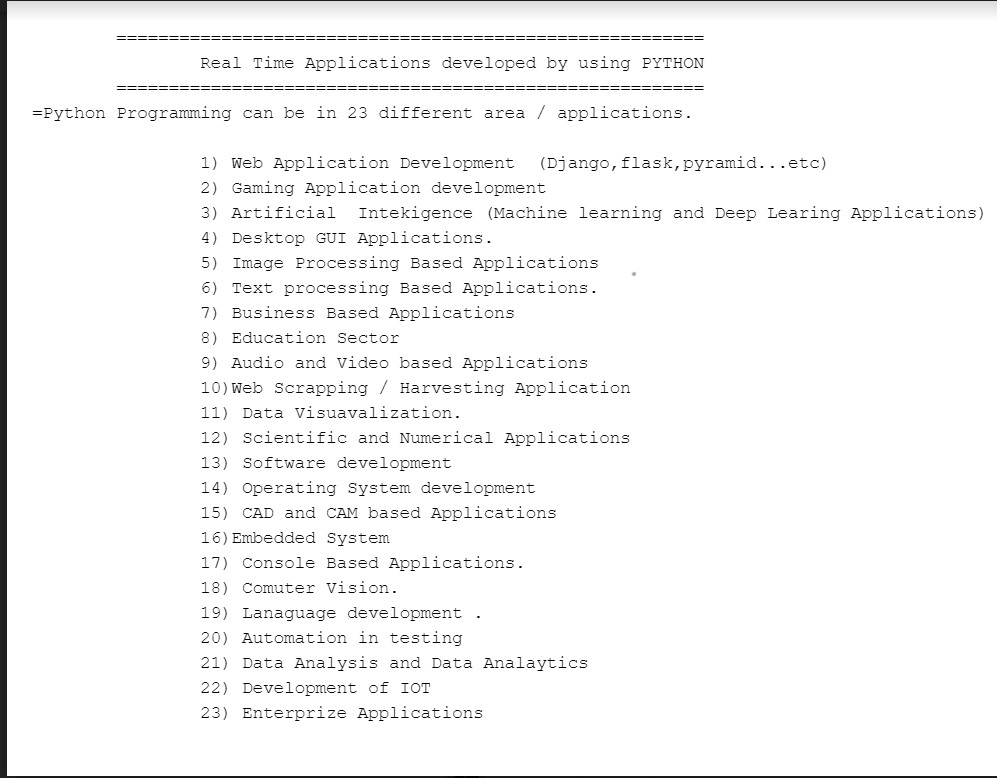 ========================================================
Real Time Applications developed by using PYTHON
========================================================
=Python Programming can be in 23 different area / applications.
1) Web Application Development (Django,flask,pyramid...etc)
2) Gaming Application development
3) Artificial Intekigence (Machine learning and Deep Learing Applications)
4) Desktop GUI Applications.
5) Image Processing Based Applications
6) Text processing Based Applications.
7) Business Based Applications
8) Education Sector
9) Audio and Video based Applications
10)Web Scrapping / Harvesting Application
11) Data Visuavalization.
12) Scientific and Numerical Applications
13) Software development
14) Operating System development
15) CAD and CAM based Applications
16)Embedded System
17) Console Based Applications.
18) Comuter Vision.
19) Lanaguage development .
20) Automation in testing
21) Data Analysis and Data Analaytics
22) Development of IOT
23) Enterprize Applications